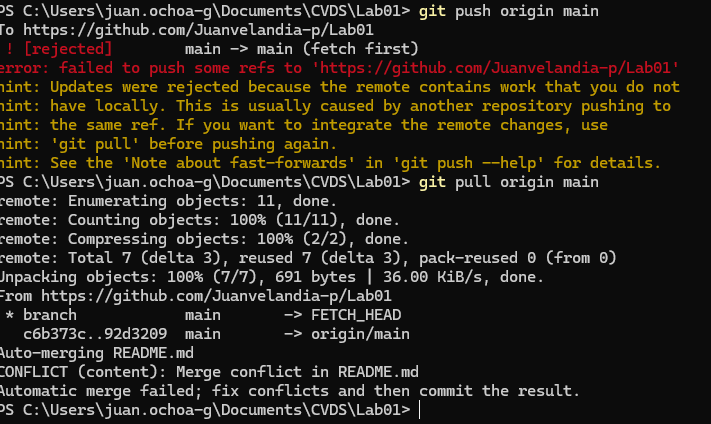 PS C:\Users\juan.ochoa-g\Documents\CVDS\Lab01> git push origin main
To https://github.com/Juanvelandia-p/Lab01
! [rejected]        main -> main (fetch first)
error: failed to push some refs to 'https://github.com/Juanvelandia-p/Lab01'
hint: Updates were rejected because the remote contains work that you do not
hint: have locally. This is usually caused by another repository pushing to
hint: the same ref. If you want to integrate the remote changes, use
hint: 'git pull' before pushing again.
hint: See the 'Note about fast-forwards' in 'git push --help' for details.
PS C:\Users\juan.ochoa-g\Documents\CVDS\Lab01> git pull origin main
remote: Enumerating objects: 11, done.
remote: Counting objects: 100% (11/11), done.
remote: Compressing objects: 100% (2/2), done.
remote: Total 7 (delta 3), reused 7 (delta 3), pack-reused 0 (from 0)
Unpacking objects: 100% (7/7), 691 bytes | 36.00 KiB/s, done.
From https://github.com/Juanvelandia-p/Lab01
* branch            main       -> FETCH_HEAD
c6b373c..92d3209  main       -> origin/main
Auto-merging README.md
CONFLICT (content): Merge conflict in README.md
Automatic merge failed; fix conflicts and then commit the result.
PS C:\Users\juan.ochoa-g\Documents\CVDS\Lab01>